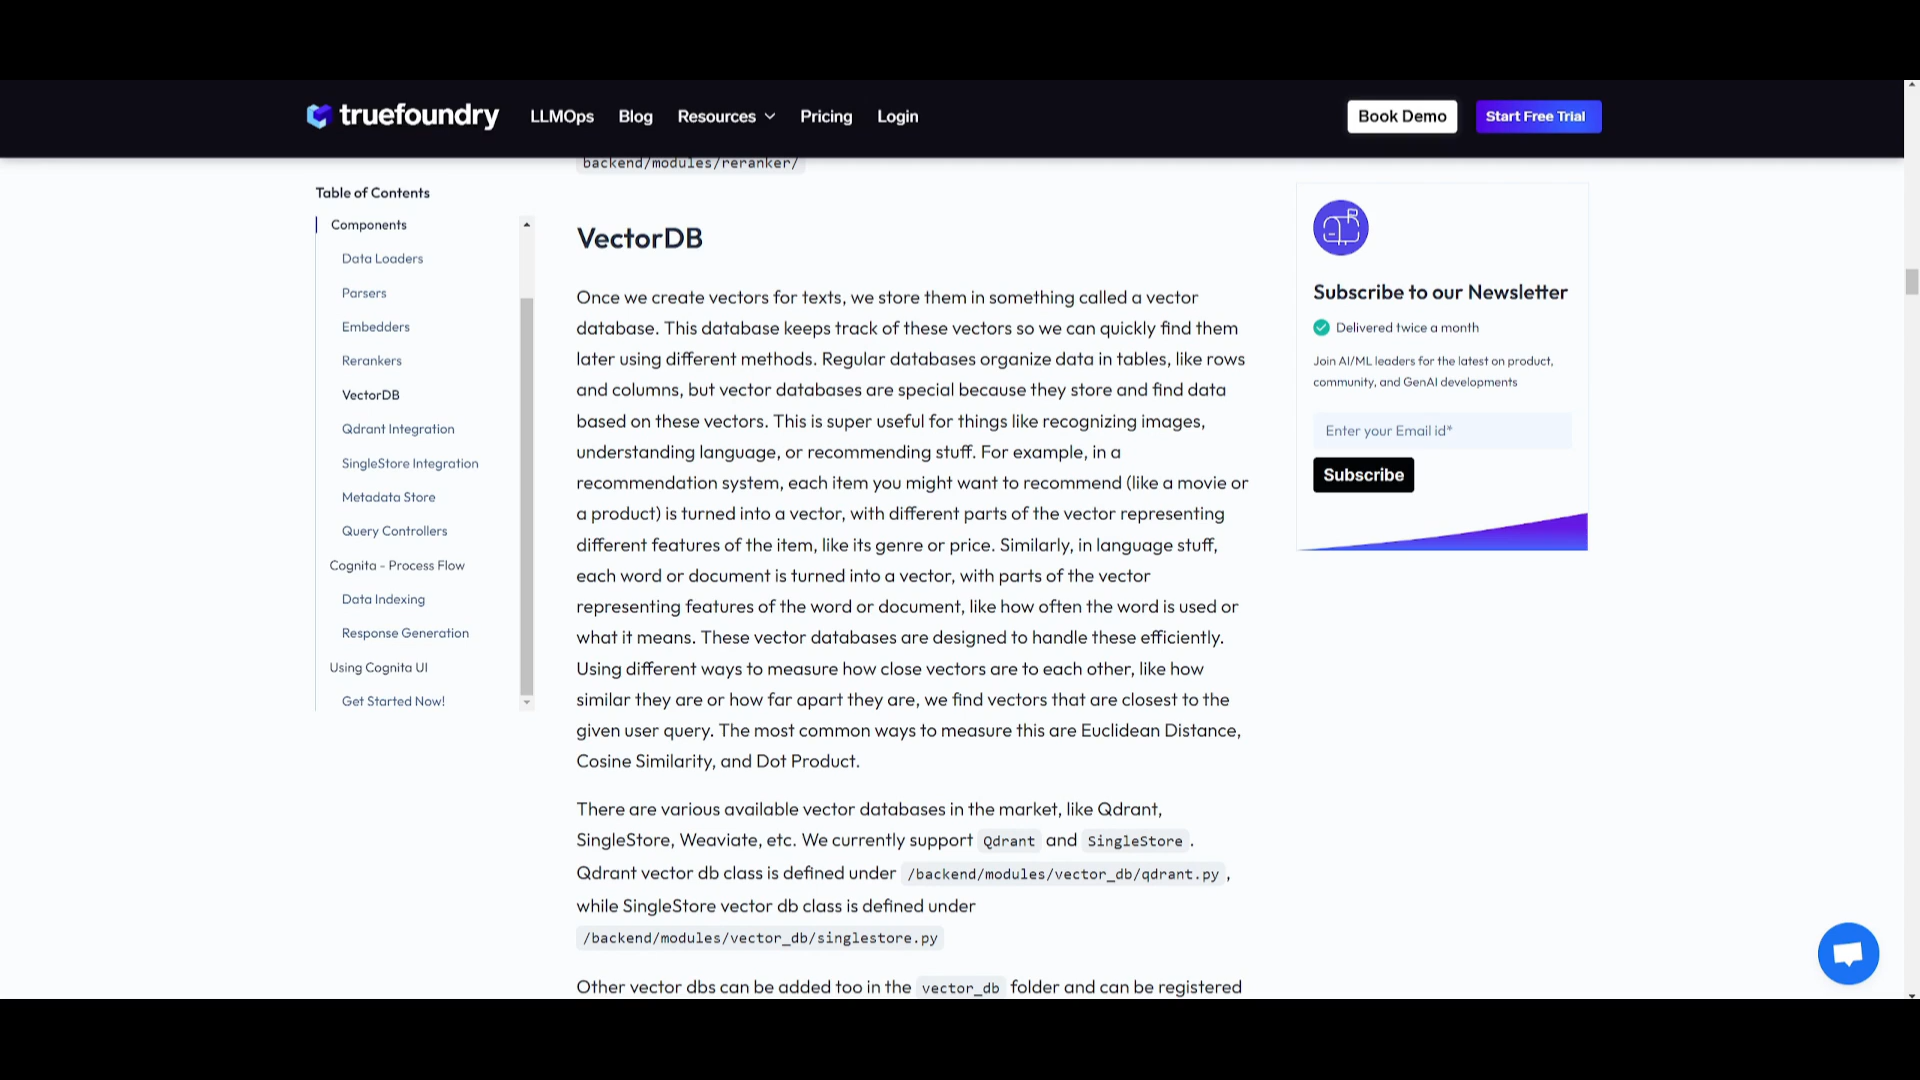 truefoundry
LLMOps
Blog
Resources
Pricing
Login
Book Demo
Start Free Trial
Table of Contents
Components
Data Loaders
Parsers
Embedders
Rerankers
VectorDB
Qdrant Integration
SingleStore Integration
Metadata Store
Query Controllers
Cognita - Process Flow
Data Indexing
Response Generation
Using Cognita UI
Get Started Now!
backend/modules/reranker/
VectorDB
Once we create vectors for texts, we store them in something called a vector
database. This database keeps track of these vectors so we can quickly find them
later using different methods. Regular databases organize data in tables, like rows
and columns, but vector databases are special because they store and find data
based on these vectors. This is super useful for things like recognizing images,
understanding language, or recommending stuff. For example, in a
recommendation system, each item you might want to recommend (like a movie or
a product) is turned into a vector, with different parts of the vector representing
different features of the item, like its genre or price. Similarly, in language stuff,
each word or document is turned into a vector, with parts of the vector
representing features of the word or document, like how often the word is used or
what it means. These vector databases are designed to handle these efficiently.
Using different ways to measure how close vectors are to each other, like how
similar they are or how far apart they are, we find vectors that are closest to the
given user query. The most common ways to measure this are Euclidean Distance,
Cosine Similarity, and Dot Product.
There are various available vector databases in the market, like Qdrant,
SingleStore, Weaviate, etc. We currently support Qdrant and SingleStore .
Qdrant vector db class is defined under /backend/modules/vector_db/qdrant.py ,
while SingleStore vector db class is defined under
/backend/modules/vector_db/singlestore.py
Other vector dbs can be added too in the vector_db folder and can be registered
Subscribe to our Newsletter
Delivered twice a month
Join AI/ML leaders for the latest on product,
community, and GenAI developments
Enter your Email id*
Subscribe